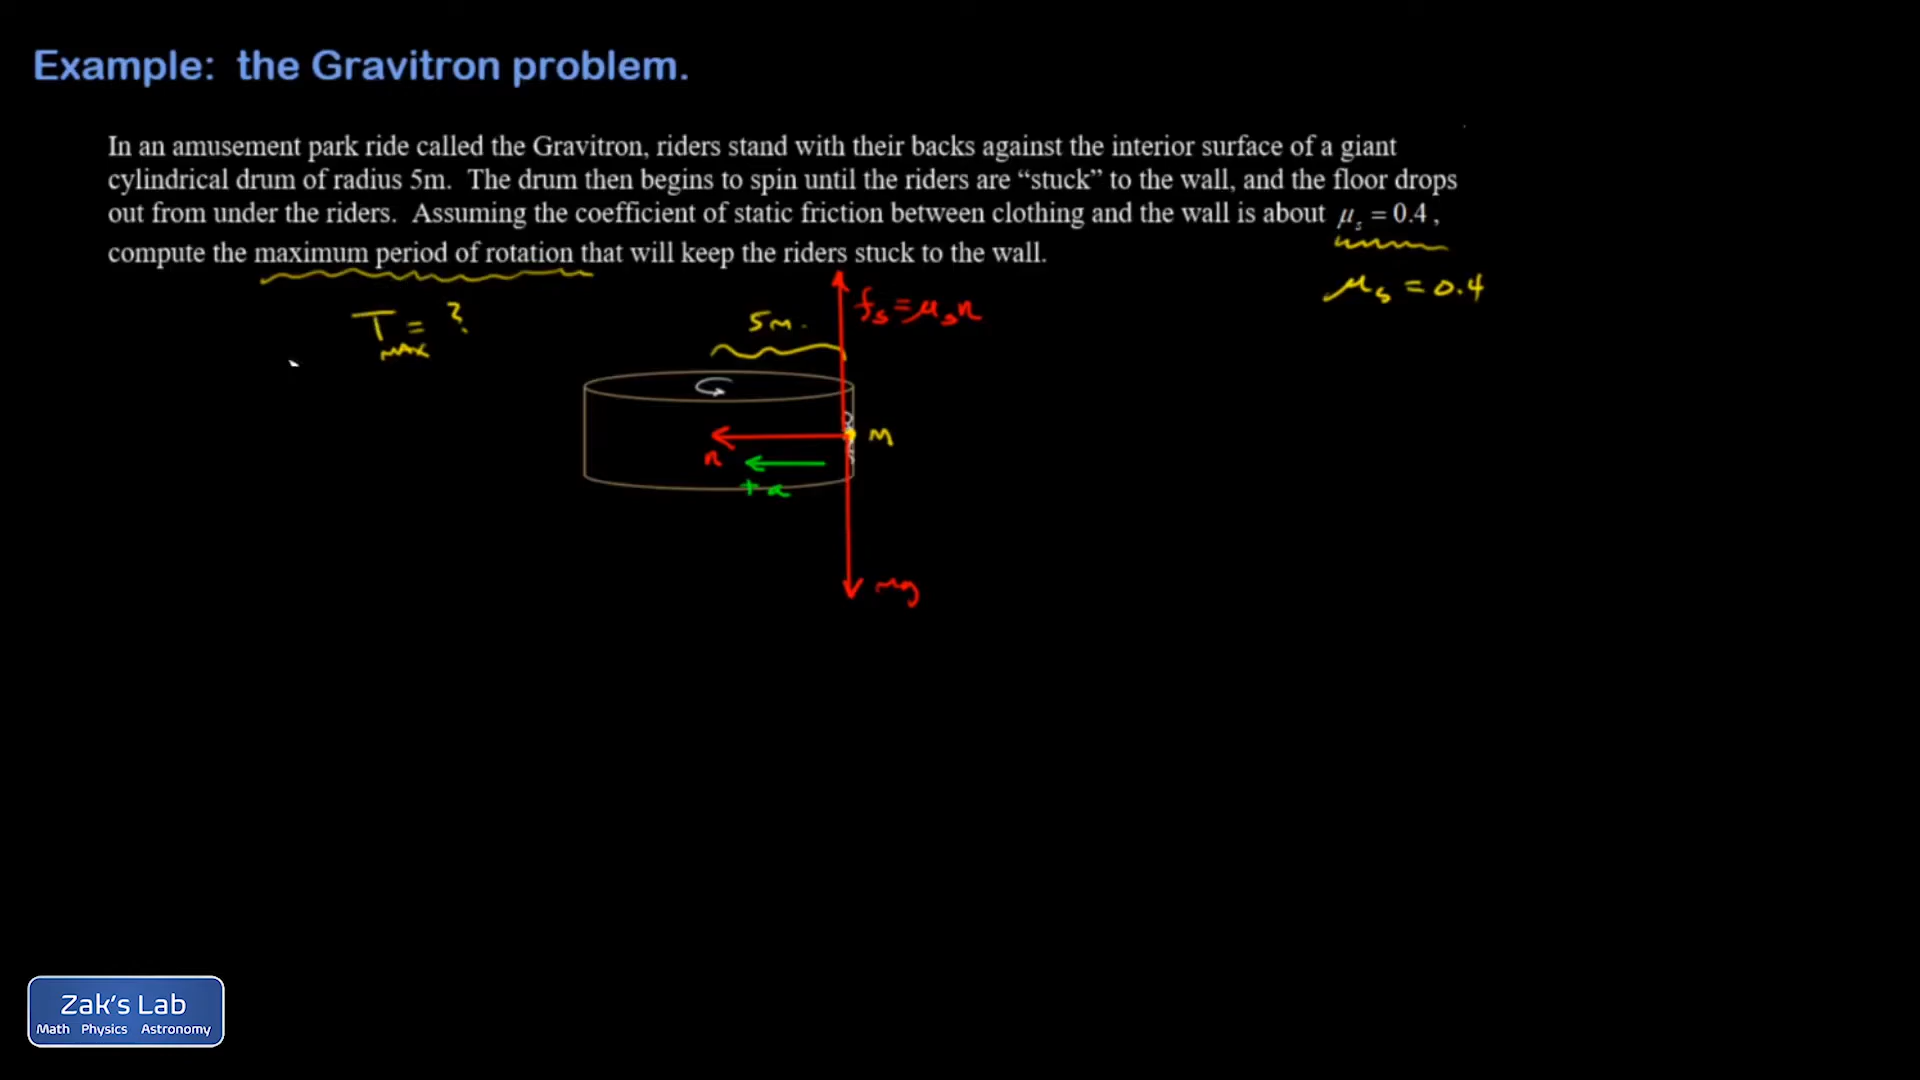 Example: the Gravitron problem.
In an amusement park ride called the Gravitron, riders stand with their backs against the interior surface of a giant
cylindrical drum of radius 5m. The drum then begins to spin until the riders are “stuck” to the wall, and the floor drops
out from under the riders. Assuming the coefficient of static friction between clothing and the wall is about μₛ = 0.4,
compute the maximum period of rotation that will keep the riders stuck to the wall.
μₛ = 0.4
T = ?
MAX
fₛ = μₛn
5m.
m
n
+a
mg
Zak's Lab
Math Physics Astronomy